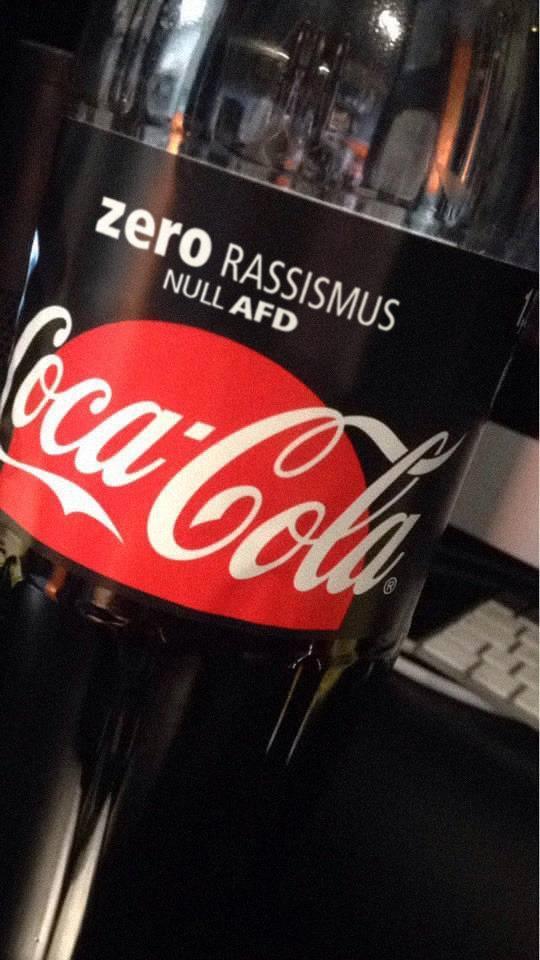 zero RASSISMUS
NULL AFD
Coca-Cola®